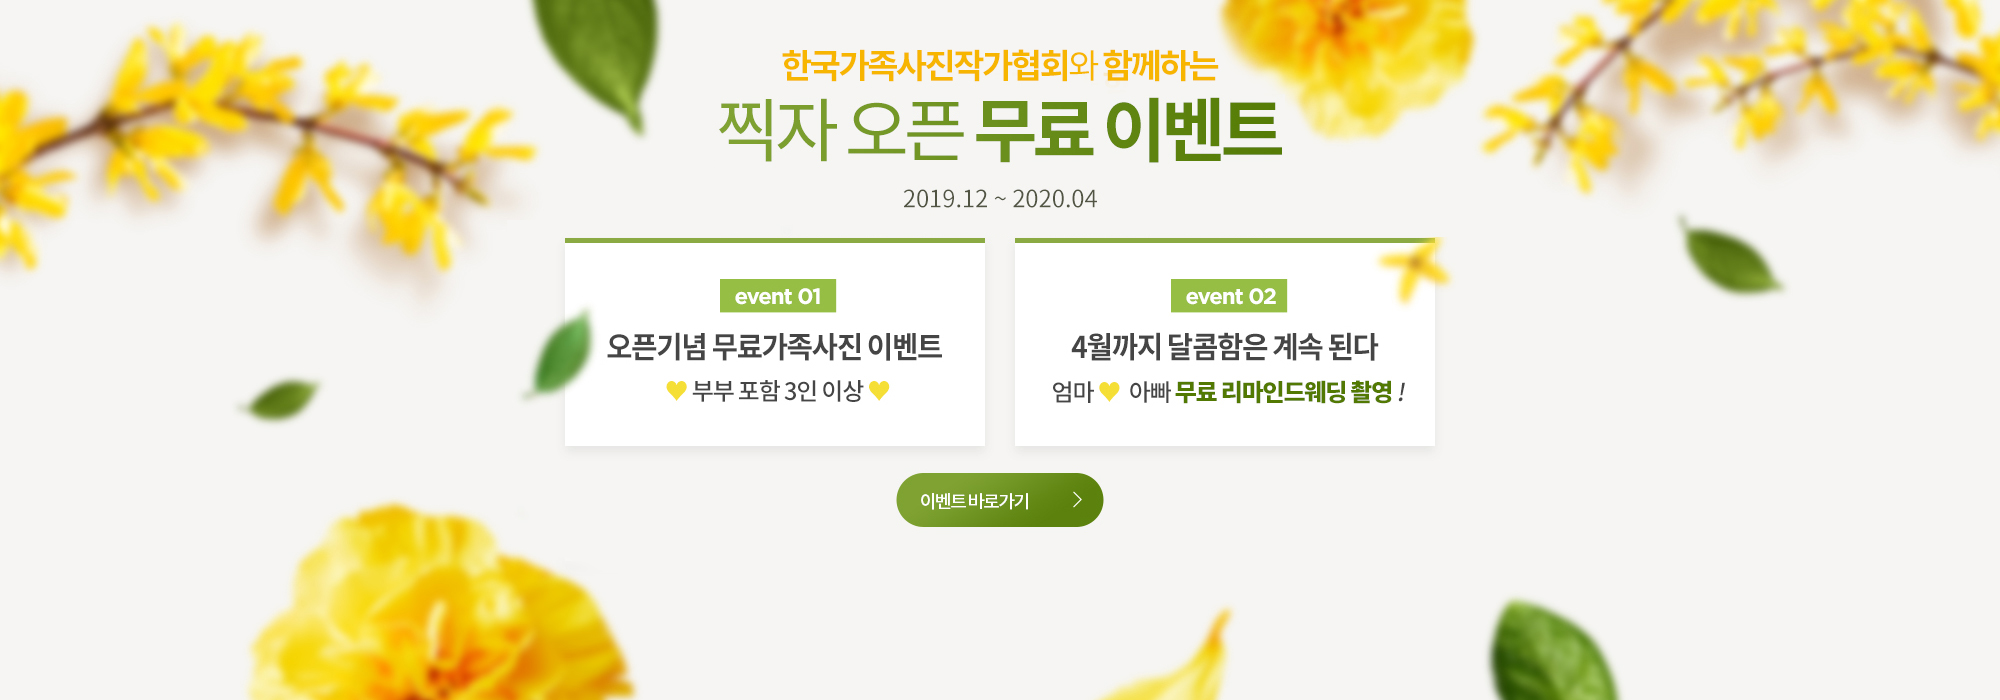 한국가족사진작가협회와 함께하는
찍자 오픈 무료 이벤트
2019.12 ~ 2020.04
event 01
오픈기념 무료가족사진 이벤트
♥ 부부 포함 3인 이상 ♥
event 02
4월까지 달콤함은 계속 된다
엄마 ♥ 아빠 무료 리마인드웨딩 촬영 !
이벤트 바로가기 >